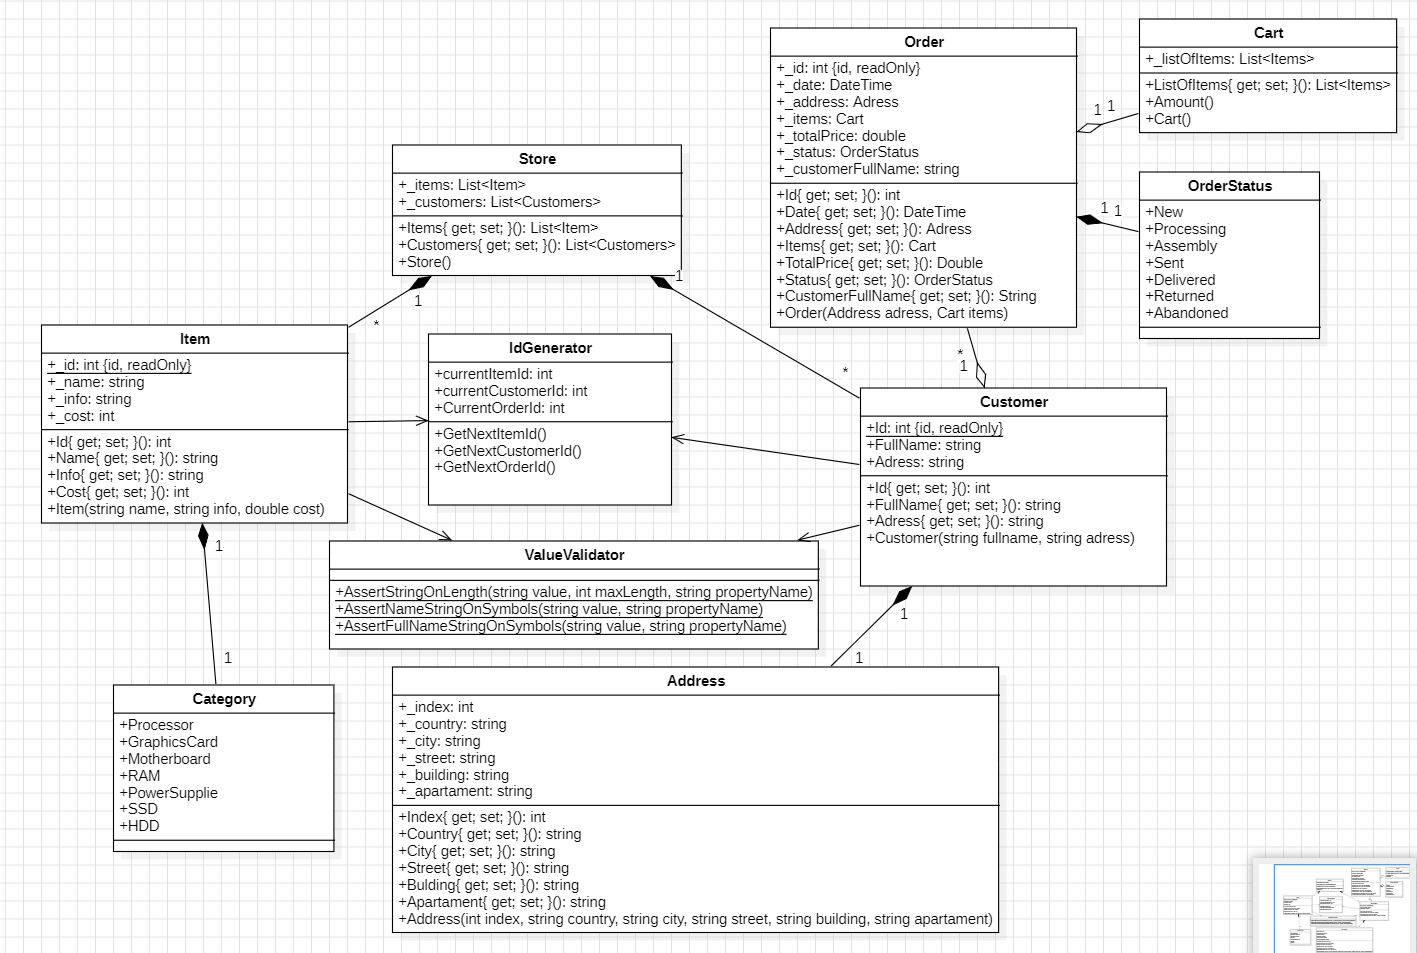 Order
+_id: int {id, readOnly}
+_date: DateTime
+_address: Adress
+_items: Cart
+_totalPrice: double
+_status: OrderStatus
+_customerFullName: string
+Id{ get; set; }(): int
+Date{ get; set; }(): DateTime
+Address{ get; set; }(): Adress
+Items{ get; set; }(): Cart
+TotalPrice{ get; set; }(): Double
+Status{ get; set; }(): OrderStatus
+CustomerFullName{ get; set; }(): String
+Order(Address adress, Cart items)
Cart
+_listOfItems: List<Items>
+ListOfItems{ get; set; }(): List<Items>
+Amount()
+Cart()
1 1
OrderStatus
+New
+Processing
+Assembly
+Sent
+Delivered
+Returned
+Abandoned
1 1
Store
+_items: List<Item>
+_customers: List<Customers>
+Items{ get; set; }(): List<Item>
+Customers{ get; set; }(): List<Customers>
+Store()
1
1
*
*
*
1
Item
+_id: int {id, readOnly}
+_name: string
+_info: string
+_cost: int
+Id{ get; set; }(): int
+Name{ get; set; }(): string
+Info{ get; set; }(): string
+Cost{ get; set; }(): int
+Item(string name, string info, double cost)
IdGenerator
+currentItemId: int
+currentCustomerId: int
+CurrentOrderId: int
+GetNextItemId()
+GetNextCustomerId()
+GetNextOrderId()
Customer
+Id: int {id, readOnly}
+FullName: string
+Adress: string
+Id{ get; set; }(): int
+FullName{ get; set; }(): string
+Adress{ get; set; }(): string
+Customer(string fullname, string adress)
1
ValueValidator
+AssertStringOnLength(string value, int maxLength, string propertyName)
+AssertNameStringOnSymbols(string value, string propertyName)
+AssertFullNameStringOnSymbols(string value, string propertyName)
1
1
1
Category
+Processor
+GraphicsCard
+Motherboard
+RAM
+PowerSupplie
+SSD
+HDD
Address
+_index: int
+_country: string
+_city: string
+_street: string
+_building: string
+_apartament: string
+Index{ get; set; }(): int
+Country{ get; set; }(): string
+City{ get; set; }(): string
+Street{ get; set; }(): string
+Bulding{ get; set; }(): string
+Apartament{ get; set; }(): string
+Address(int index, string country, string city, string street, string building, string apartament)